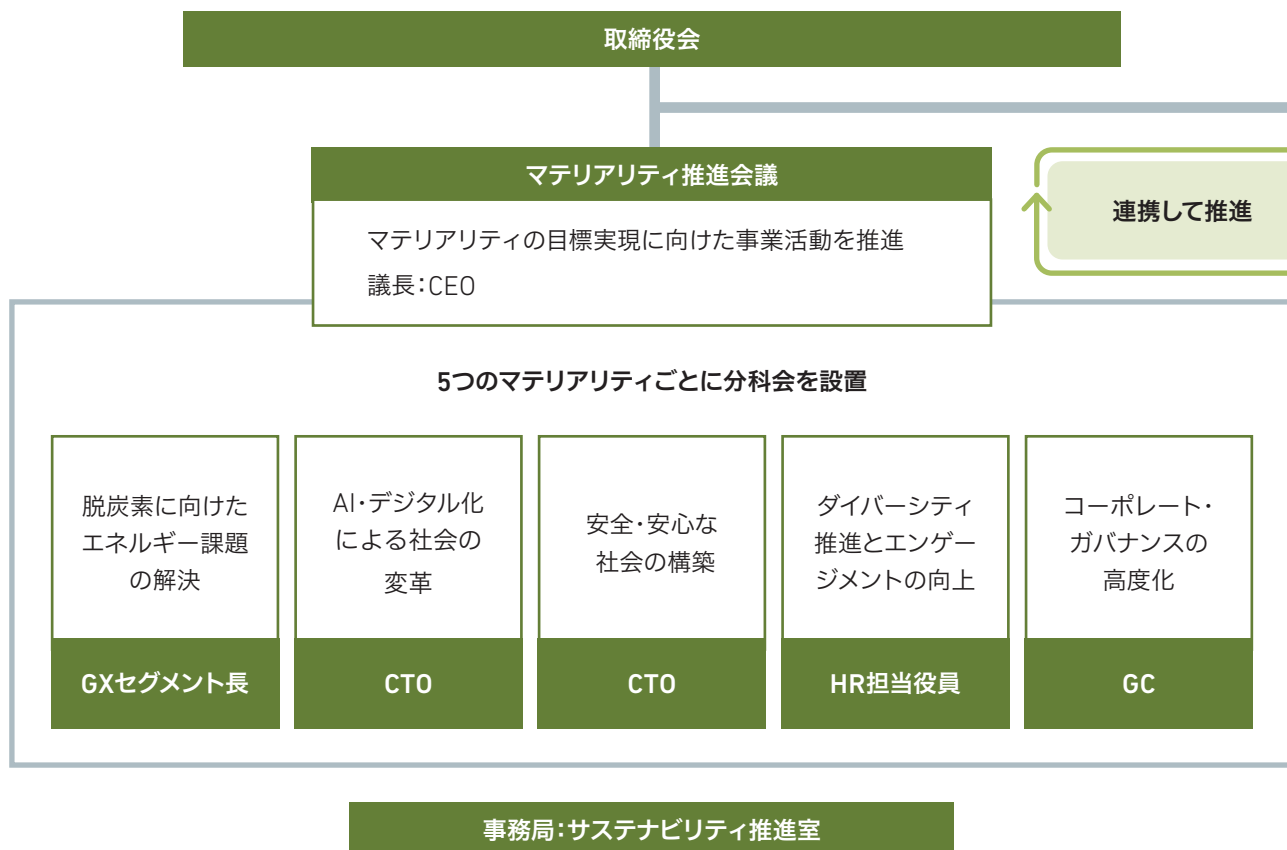 取締役会
マテリアリティ推進会議
マテリアリティの目標実現に向けた事業活動を推進
議長：CEO
連携して推進
5つのマテリアリティごとに分科会を設置
脱炭素に向けた
エネルギー課題
の解決
GXセグメント長
AI・デジタル化
による社会の
変革
CTO
安全・安心な
社会の構築
CTO
ダイバーシティ
推進とエンゲー
ジメントの向上
HR担当役員
コーポレート・
ガバナンスの
高度化
GC
事務局：サステナビリティ推進室